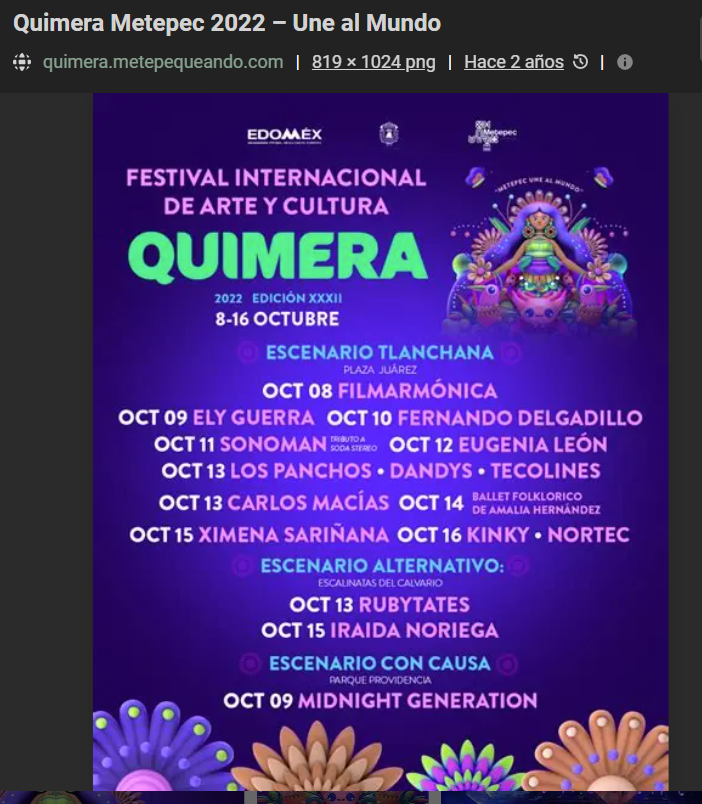 Quimera Metepec 2022 – Une al Mundo
quimera.metepequeando.com | 819 × 1024 png | Hace 2 años |
EDOMÉX
Metepec
"METEPEC UNE AL MUNDO"
FESTIVAL INTERNACIONAL
DE ARTE Y CULTURA
QUIMERA
2022 EDICIÓN XXXII
8-16 OCTUBRE
ESCENARIO TLANCHANA
PLAZA JUÁREZ
OCT 08 FILMARMÓNICA
OCT 09 ELY GUERRA OCT 10 FERNANDO DELGADILLO
OCT 11 SONOMAN TRIBUTO A SODA STEREO OCT 12 EUGENIA LEÓN
OCT 13 LOS PANCHOS • DANDYS • TECOLINES
OCT 13 CARLOS MACÍAS OCT 14 BALLET FOLKLORICO
DE AMALIA HERNÁNDEZ
OCT 15 XIMENA SARIÑANA OCT 16 KINKY • NORTEC
ESCENARIO ALTERNATIVO:
ESCALINATAS DEL CALVARIO
OCT 13 RUBYTATES
OCT 15 IRAIDA NORIEGA
ESCENARIO CON CAUSA
PARQUE PROVIDENCIA
OCT 09 MIDNIGHT GENERATION